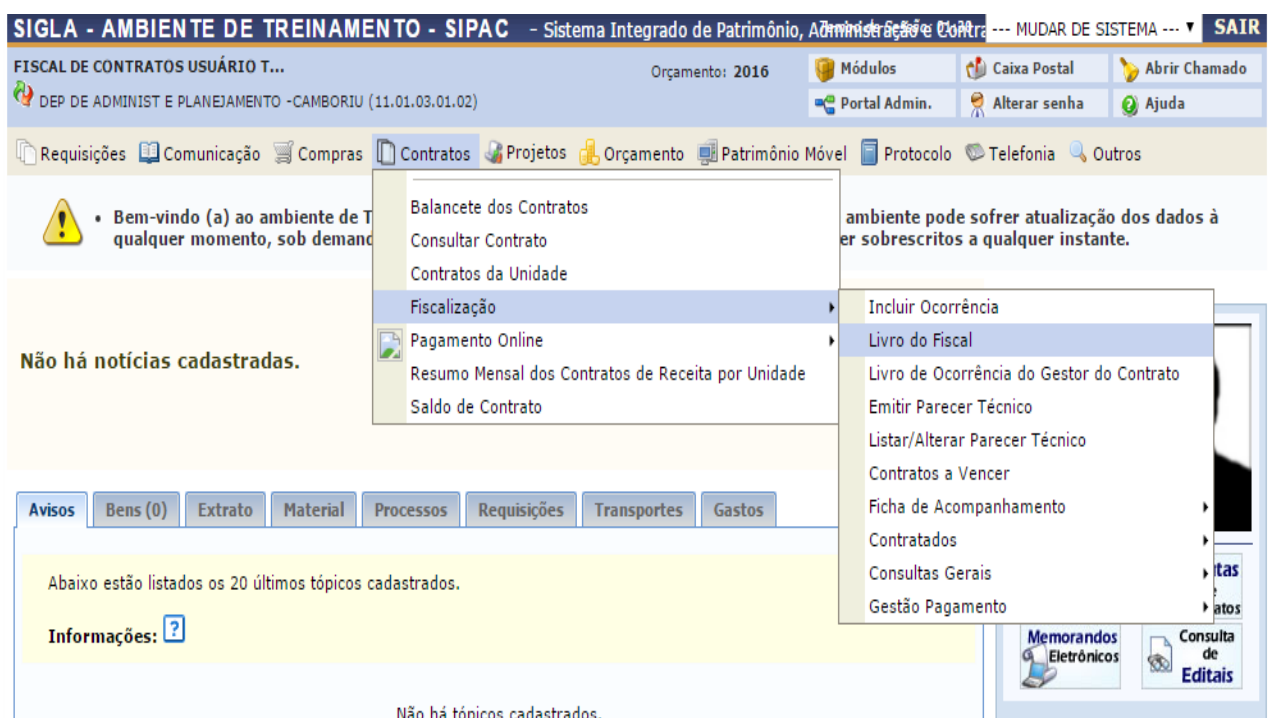 SIGLA - AMBIENTE DE TREINAMENTO - SIPAC - Sistema Integrado de Patrimônio, --- MUDAR DE SISTEMA --- ▼ SAIR
FISCAL DE CONTRATOS USUÁRIO T... Orçamento: 2016 Módulos Caixa Postal Abrir Chamado
DEP DE ADMINIST E PLANEJAMENTO -CAMBORIU (11.01.03.01.02) Portal Admin. Alterar senha Ajuda
Requisições Comunicação Compras Contratos Projetos Orçamento Patrimônio Móvel Protocolo Telefonia Outros
• Bem-vindo (a) ao ambiente de T ambiente pode sofrer atualização dos dados à
qualquer momento, sob demand er sobrescritos a qualquer instante.
Balancete dos Contratos
Consultar Contrato
Contratos da Unidade
Fiscalização
Pagamento Online
Resumo Mensal dos Contratos de Receita por Unidade
Saldo de Contrato
Incluir Ocorrência
Livro do Fiscal
Livro de Ocorrência do Gestor do Contrato
Emitir Parecer Técnico
Listar/Alterar Parecer Técnico
Contratos a Vencer
Ficha de Acompanhamento
Contratados
Consultas Gerais
Gestão Pagamento
Não há notícias cadastradas.
Avisos Bens (0) Extrato Material Processos Requisições Transportes Gastos
Abaixo estão listados os 20 últimos tópicos cadastrados.
Informações: ?
Não há tópicos cadastrados.
itas
atos
Memorandos
Eletrônicos
Consulta
de
Editais